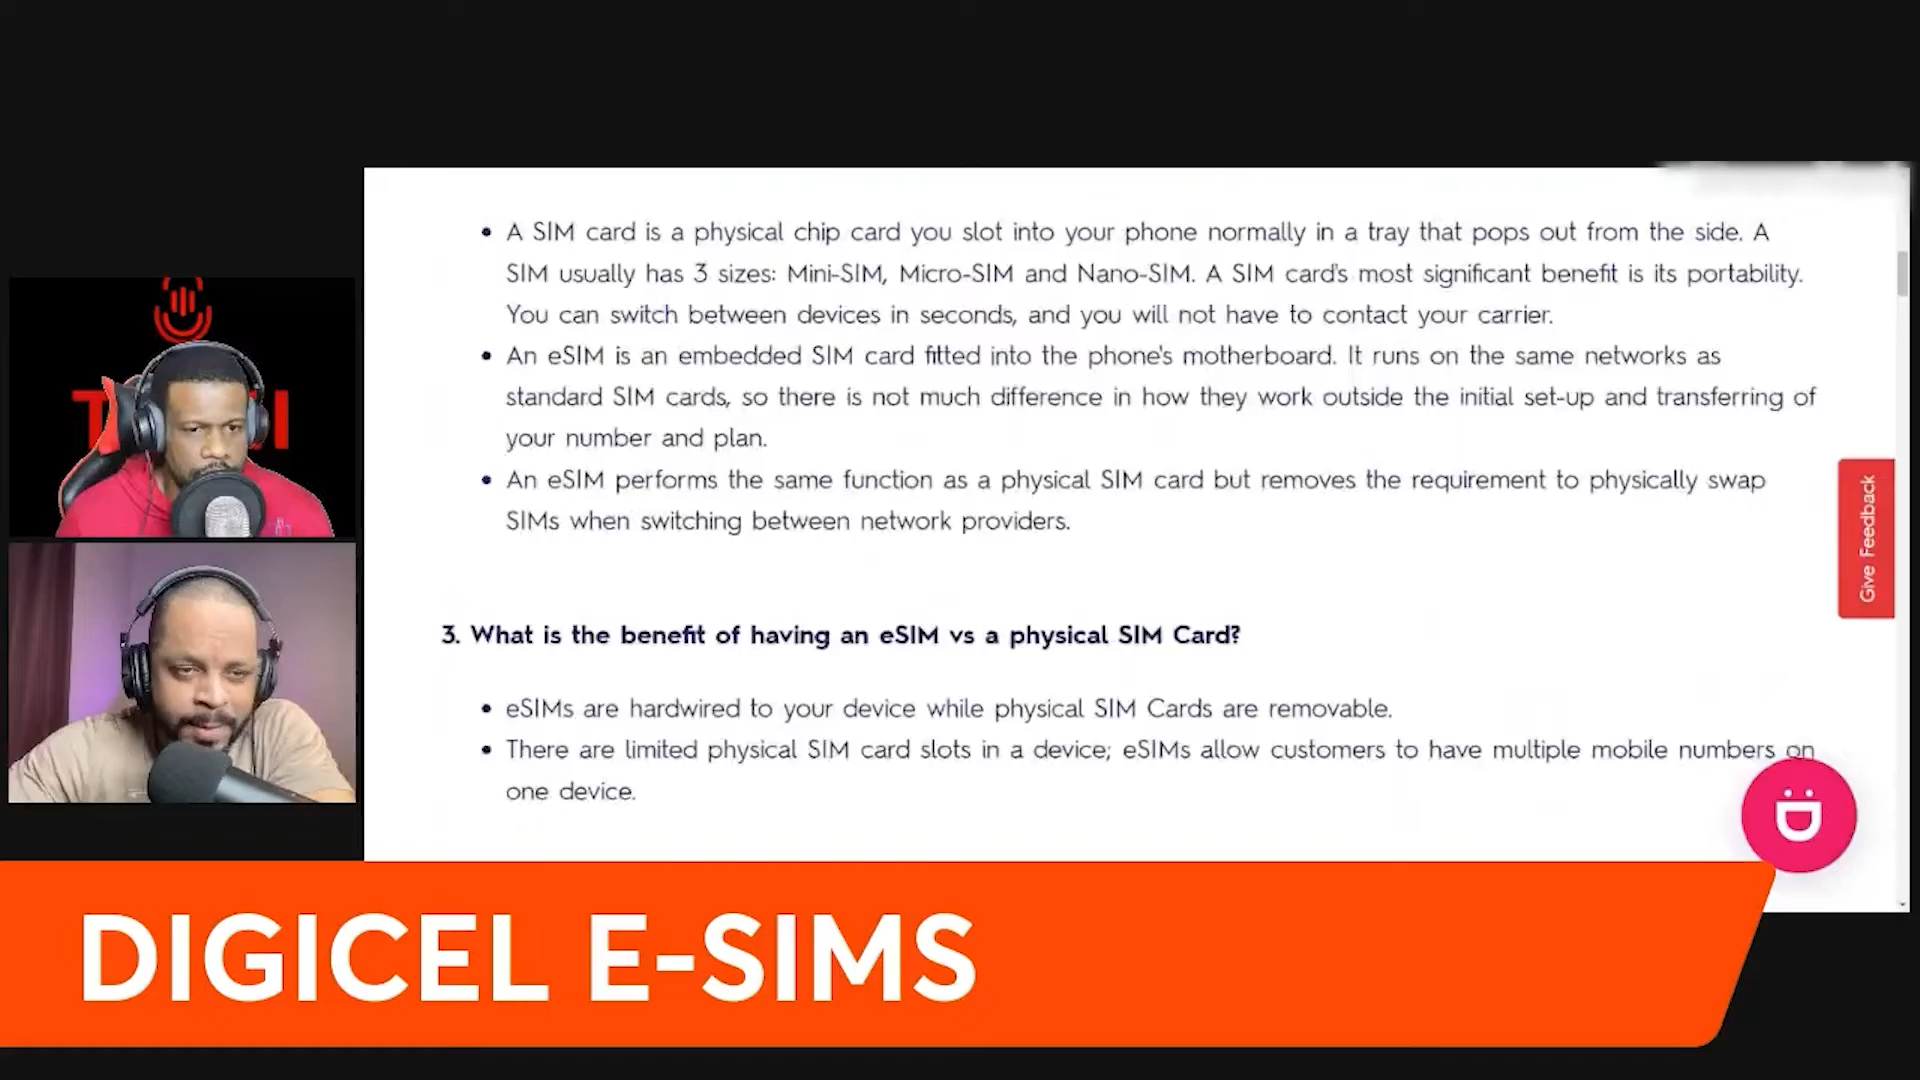 A SIM card is a physical chip card you slot into your phone normally in a tray that pops out from the side. A
SIM usually has 3 sizes: Mini-SIM, Micro-SIM and Nano-SIM. A SIM card's most significant benefit is its portability.
You can switch between devices in seconds, and you will not have to contact your carrier.
An eSIM is an embedded SIM card fitted into the phone's motherboard. It runs on the same networks as
standard SIM cards, so there is not much difference in how they work outside the initial set-up and transferring of
your number and plan.
An eSIM performs the same function as a physical SIM card but removes the requirement to physically swap
SIMs when switching between network providers.
3. What is the benefit of having an eSIM vs a physical SIM Card?
eSIMs are hardwired to your device while physical SIM Cards are removable.
There are limited physical SIM card slots in a device; eSIMs allow customers to have multiple mobile numbers on
one device.
Give Feedback
DIGICEL E-SIMS